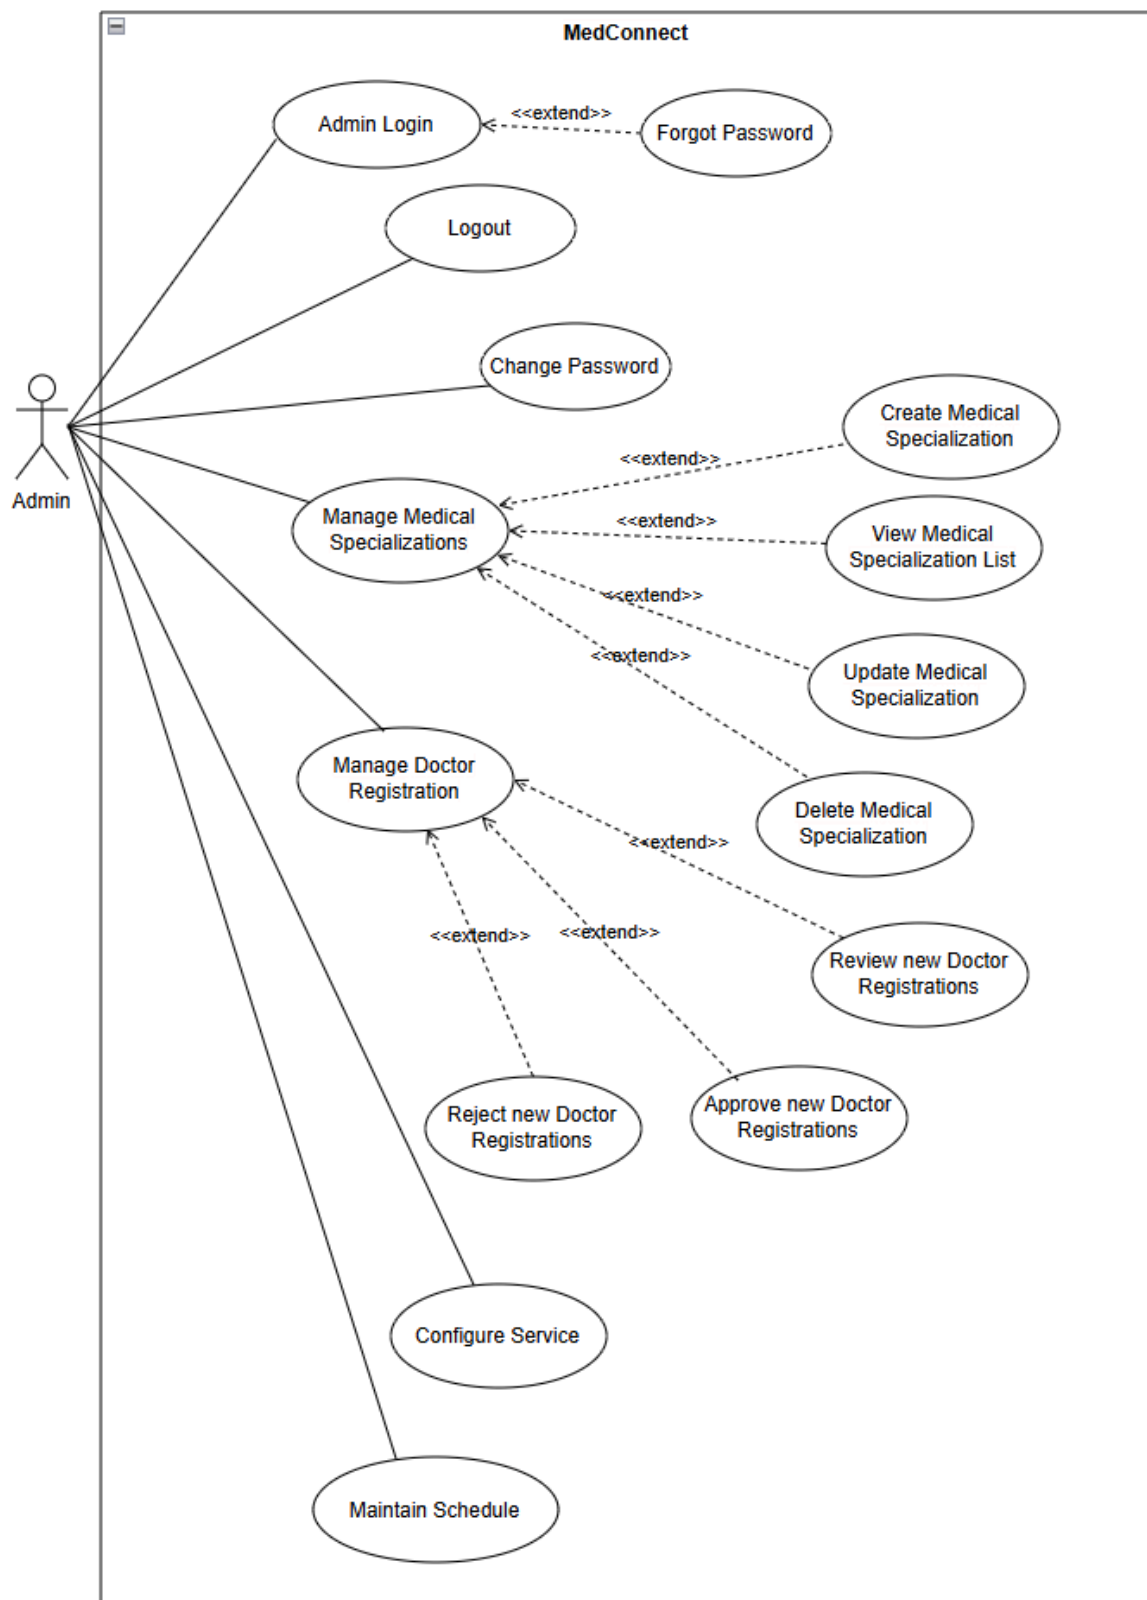 MedConnect
Admin Login
<<extend>>
Forgot Password
Logout
Change Password
Admin
Create Medical
Specialization
<<extend>>
Manage Medical
Specializations
<<extend>>
View Medical
Specialization List
<<extend>>
Update Medical
Specialization
<<extend>>
Delete Medical
Specialization
Manage Doctor
Registration
<<extend>>
Review new Doctor
Registrations
<<extend>>
<<extend>>
Reject new Doctor
Registrations
Approve new Doctor
Registrations
Configure Service
Maintain Schedule